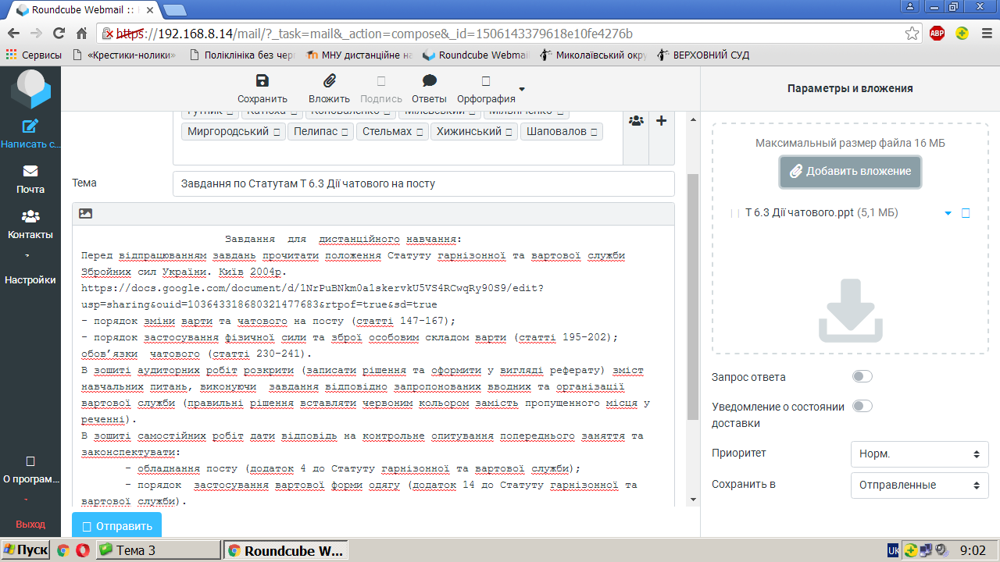 Roundcube Webmail ::
https://192.168.8.14/mail/?_task=mail&_action=compose&_id=1506143379618e10fe4276b
ABP
Сервисы
«Крестики-нолики»
Поліклініка без чер
МНУ дистанційне на
Roundcube Webmail
Миколаївський окру
ВЕРХОВНИЙ СУД
Написать с...
Почта
Контакты
Настройки
О програм...
Выход
Сохранить
Вложить
Подпись
Ответы
Орфография
Гутник Катюха Коноваленко Мілєвський Мільніченко
Миргородський Пелипас Стельмах Хижинський Шаповалов
Тема
Завдання по Статутам Т 6.3 Дії чатового на посту
Завдання для дистанційного навчання:
Перед відпрацюванням завдань прочитати положення Статуту гарнізонної та вартової служби
Збройних сил України. Київ 2004р.
https://docs.google.com/document/d/1NrPuBNkm0a1skervkU5VS4RCwqRy90S9/edit?
usp=sharing&ouid=103643318680321477683&rtpof=true&sd=true
- порядок зміни варти та чатового на посту (статті 147-167);
- порядок застосування фізичної сили та зброї особовим складом варти (статті 195-202);
обов’язки чатового (статті 230-241).
В зошиті аудиторних робіт розкрити (записати рішення та оформити у вигляді реферату) зміст
навчальних питань, виконуючи завдання відповідно запропонованих вводних та організації
вартової служби (правильні рішення вставляти червоним кольором замість пропущенного місця у
реченні).
В зошиті самостійних робіт дати відповідь на контрольне опитування попереднього заняття та
законспектувати:
- обладнання посту (додаток 4 до Статуту гарнізонної та вартової служби);
- порядок застосування вартової форми одягу (додаток 14 до Статуту гарнізонної та
вартової служби).
Отправить
Параметры и вложения
Максимальный размер файла 16 МБ
Добавить вложение
Т 6.3 Дії чатового.ppt (5,1 МБ)
Запрос ответа
Уведомление о состоянии
доставки
Приоритет
Норм.
Сохранить в
Отправленные
Пуск
Тема 3
Roundcube W...
UK
9:02